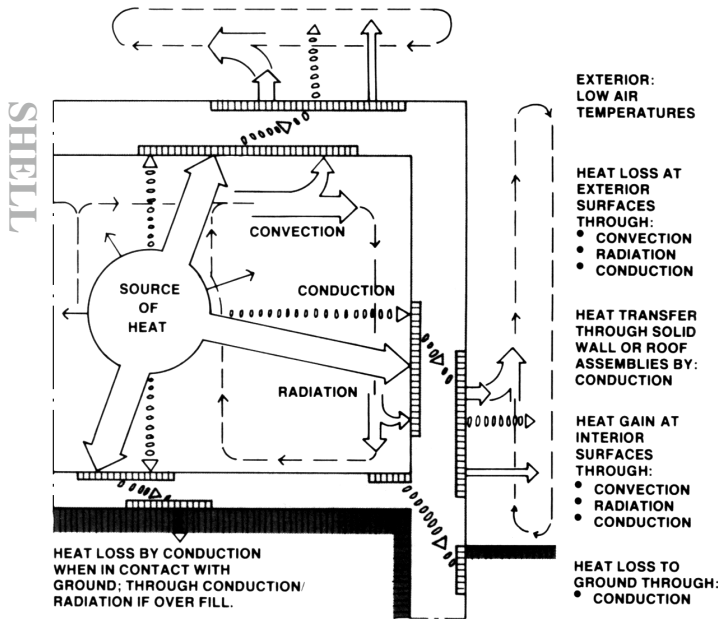 SHELL
EXTERIOR:
LOW AIR
TEMPERATURES
HEAT LOSS AT
EXTERIOR
SURFACES
THROUGH:
• CONVECTION
• RADIATION
• CONDUCTION
HEAT TRANSFER
THROUGH SOLID
WALL OR ROOF
ASSEMBLIES BY:
CONDUCTION
HEAT GAIN AT
INTERIOR
SURFACES
THROUGH:
• CONVECTION
• RADIATION
• CONDUCTION
HEAT LOSS TO
GROUND THROUGH:
• CONDUCTION
CONVECTION
CONDUCTION
SOURCE
OF
HEAT
RADIATION
HEAT LOSS BY CONDUCTION
WHEN IN CONTACT WITH
GROUND; THROUGH CONDUCTION/
RADIATION IF OVER FILL.